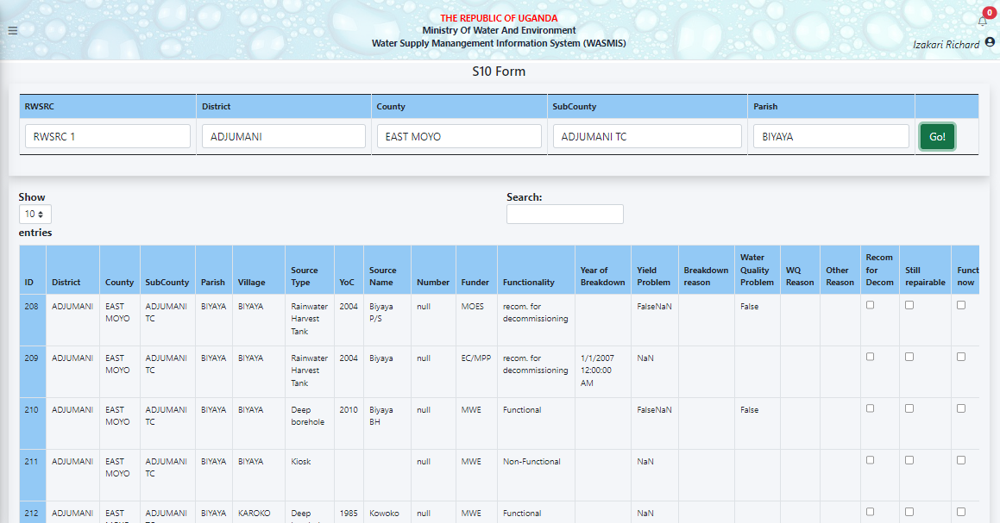 THE REPUBLIC OF UGANDA
Ministry Of Water And Environment
Water Supply Manangement Information System (WASMIS)
0
Izakari Richard
S10 Form
RWSRC District County SubCounty Parish
RWSRC 1 ADJUMANI EAST MOYO ADJUMANI TC BIYAYA Go!
Show
10
entries
Search:
ID District County SubCounty Parish Village Source Type YoC Source Name Number Funder Functionality Year of Breakdown Yield Problem Breakdown reason Water Quality Problem WQ Reason Other Reason Recom for Decom Still repairable Funct now
208 ADJUMANI EAST MOYO ADJUMANI TC BIYAYA BIYAYA Rainwater Harvest Tank 2004 Biyaya P/S null MOES recom. for decommissioning FalseNaN False
209 ADJUMANI EAST MOYO ADJUMANI TC BIYAYA BIYAYA Rainwater Harvest Tank 2004 Biyaya null EC/MPP recom. for decommissioning 1/1/2007 12:00:00 AM NaN
210 ADJUMANI EAST MOYO ADJUMANI TC BIYAYA BIYAYA Deep borehole 2010 Biyaya BH null MWE Functional FalseNaN False
211 ADJUMANI EAST MOYO ADJUMANI TC BIYAYA BIYAYA Kiosk null MWE Non-Functional NaN
212 ADJUMANI EAST BIYAYA KAROKO Deep 1985 Kowoko null MWE Functional NaN